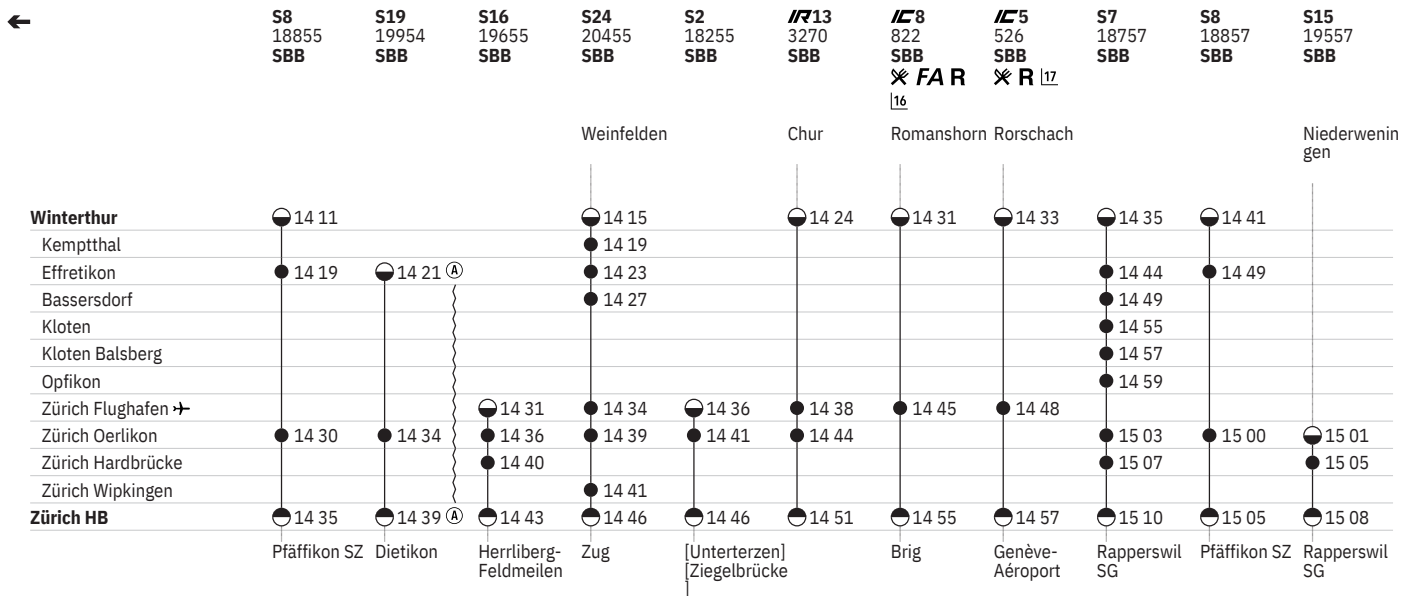 S8 S19 S16 S24 S2 IR13 IC8 IC5 S7 S8 S15
18855 19954 19655 20455 18255 3270 822 526 18757 18857 19557
SBB SBB SBB SBB SBB SBB SBB SBB SBB SBB SBB
FA R R 17
16
Weinfelden Chur Romanshorn Rorschach Niederwenin
gen
Winterthur 14 11 14 15 14 24 14 31 14 33 14 35 14 41
Kemptthal 14 19
Effretikon 14 19 14 21 A 14 23 14 44 14 49
Bassersdorf 14 27 14 49
Kloten 14 55
Kloten Balsberg 14 57
Opfikon 14 59
Zürich Flughafen 14 31 14 34 14 36 14 38 14 45 14 48
Zürich Oerlikon 14 30 14 34 14 36 14 39 14 41 14 44 15 03 15 00 15 01
Zürich Hardbrücke 14 40 15 07 15 05
Zürich Wipkingen 14 41
Zürich HB 14 35 14 39 A 14 43 14 46 14 46 14 51 14 55 14 57 15 10 15 05 15 08
Pfäffikon SZ Dietikon Herrliberg- Zug [Unterterzen] Brig Genève- Rapperswil Pfäffikon SZ Rapperswil
Feldmeilen [Ziegelbrücke Aéroport SG SG
]